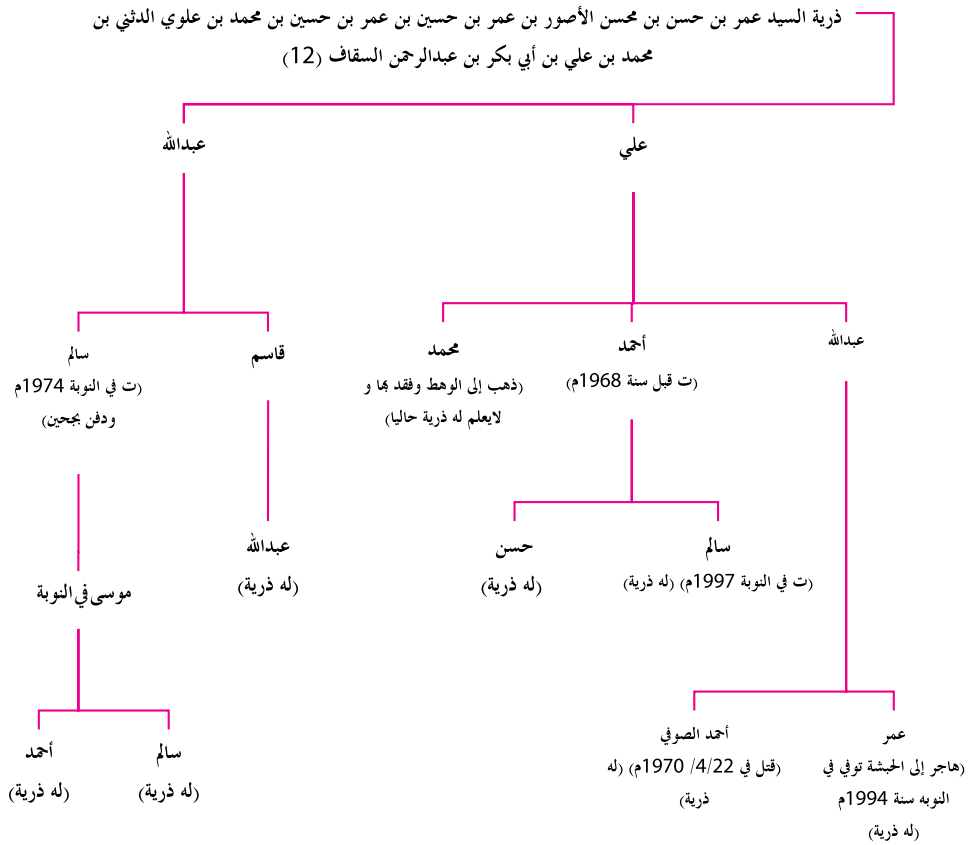 ذرية السيد عمر بن حسن بن محسن الأصور بن عمر بن حسين بن عمر بن حسين بن محمد بن علوي الدثني بن
محمد بن علي بن أبي بكر بن عبدالرحمن السقاف (12)
علي
عبدالله
عبدالله
أحمد
(ت قبل سنة 1968م)
محمد
(ذهب إلى الوهط وفقد بها و
لايعلم له ذرية حاليا)
قاسم
سالم
(ت في النوبة 1974م
ودفن بجحين)
سالم
(ت في النوبة 1997م) (له ذرية)
حسن
(له ذرية)
عبدالله
(له ذرية)
موسى في النوبة
عمر
(هاجر إلى الحبشة توفي في
النوبه سنة 1994م
(له ذرية)
أحمد الصوفي
(قتل في 4/22/ 1970م) (له
ذرية)
سالم
(له ذرية)
أحمد
(له ذرية)